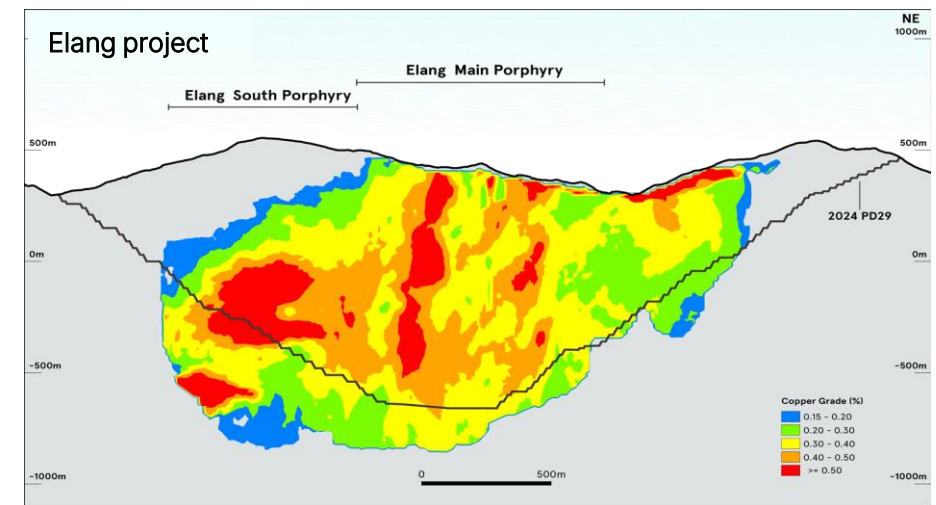 Elang project
NE
1000m
Elang Main Porphyry
Elang South Porphyry
500m
500m
2024 PD29
0m
0m
-500m
-500m
Copper Grade (%)
0.15 - 0.20
0.20 - 0.30
0.30 - 0.40
0.40 - 0.50
>= 0.50
0
500m
-1000m
-1000m